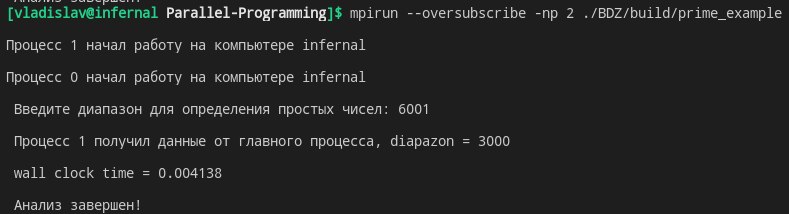 Анализ завершен!
[vladislav@infernal Parallel-Programming]$ mpirun --oversubscribe -np 2 ./BDZ/build/prime_example
Процесс 1 начал работу на компьютере infernal
Процесс 0 начал работу на компьютере infernal
Введите диапазон для определения простых чисел: 6001
Процесс 1 получил данные от главного процесса, diapazon = 3000
wall clock time = 0.004138
Анализ завершен!